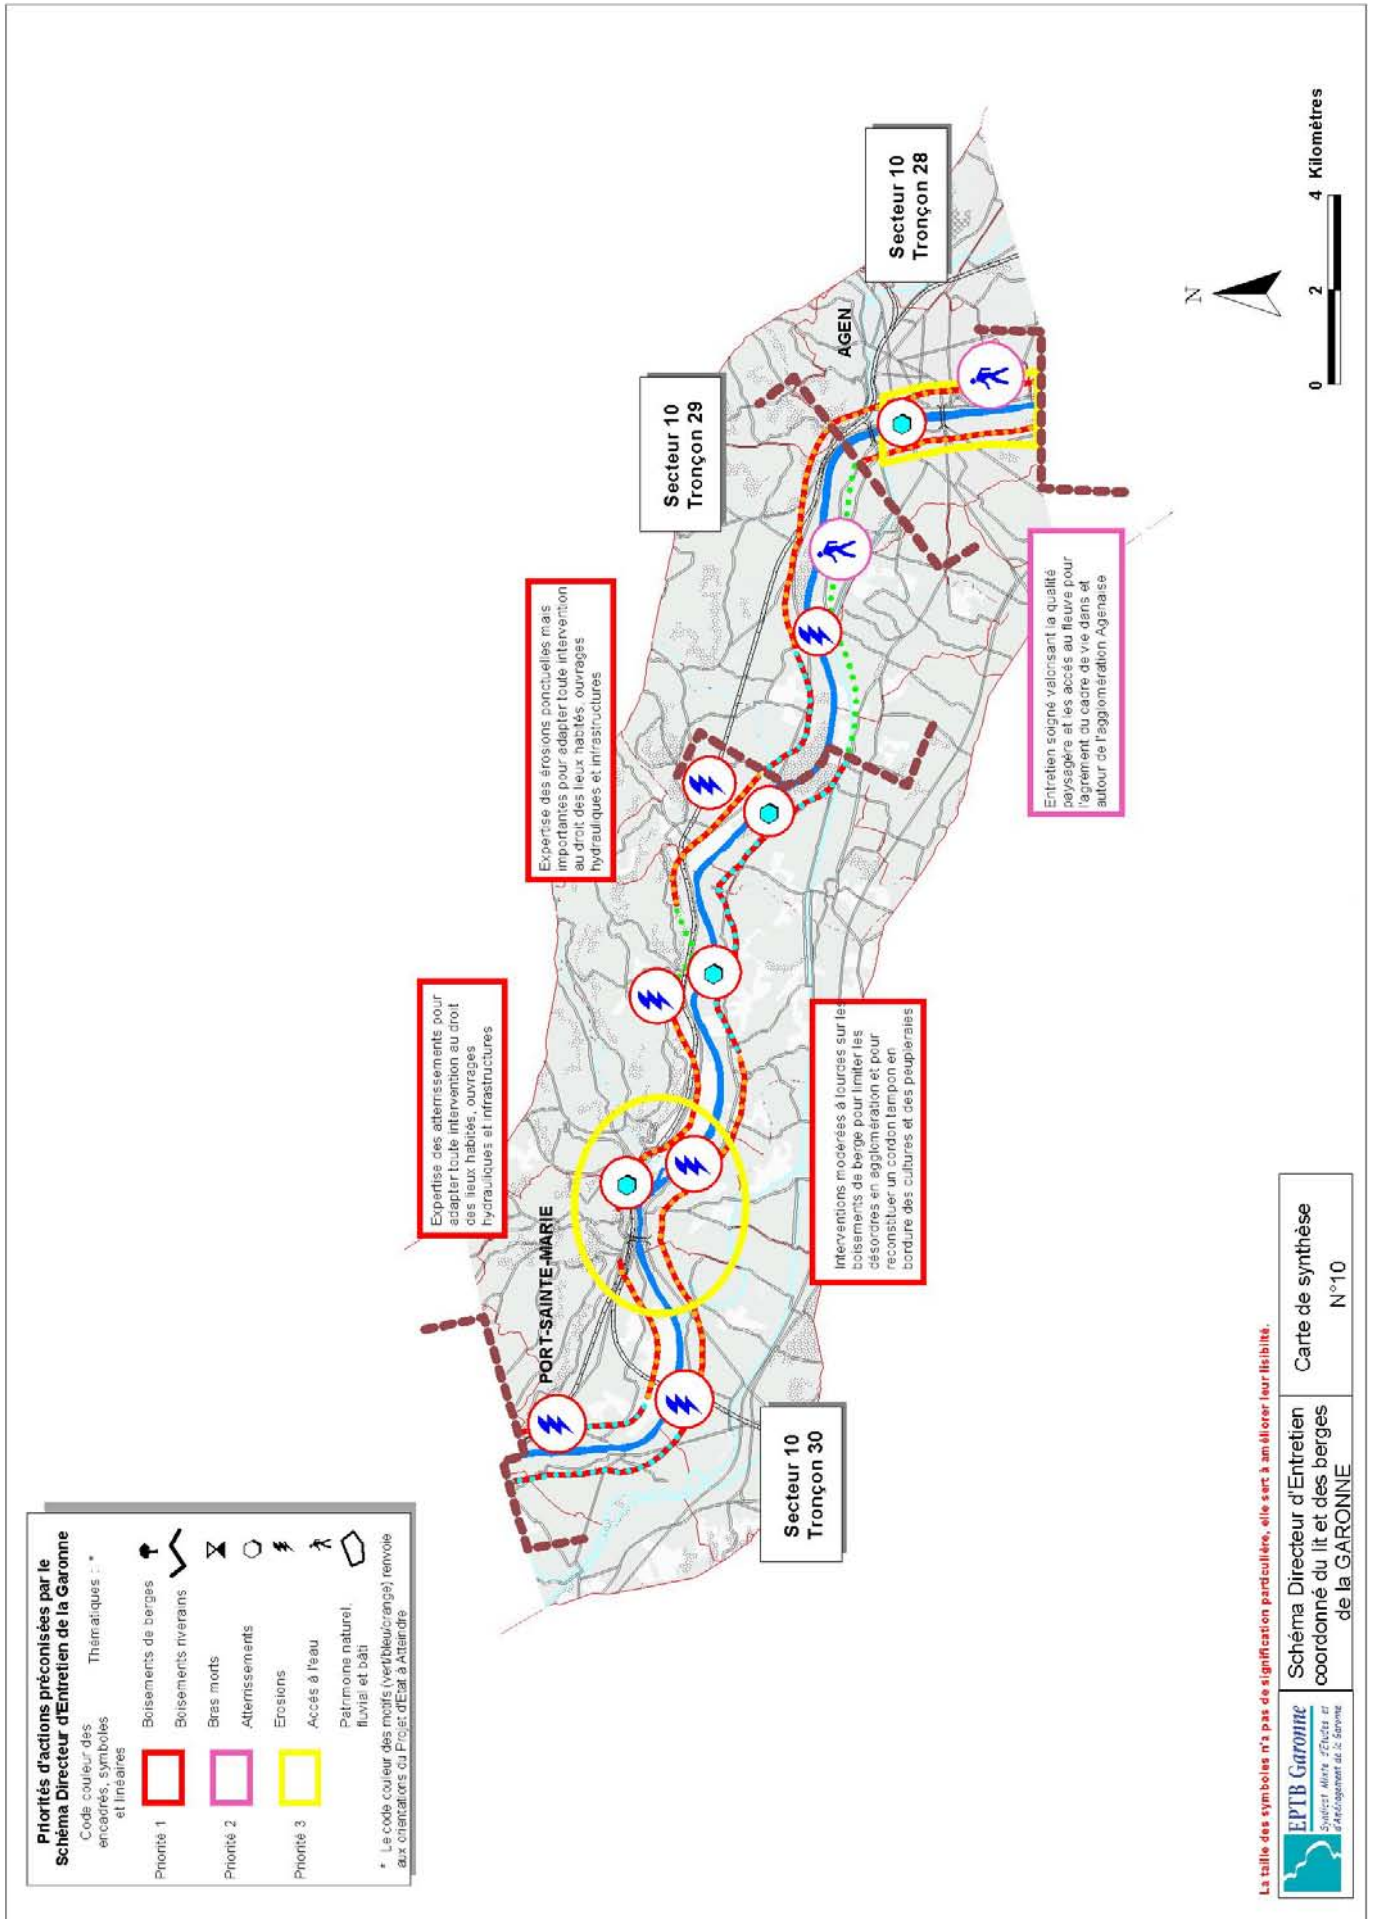 Priorités d'actions préconisées par le
Schéma Directeur d'Entretien de la Garonne
Code couleur des
encadrés, symboles
et linéaires
Thématiques : *
Priorité 1
Priorité 2
Priorité 3
Boisements de berges
Boisements riverains
Bras morts
Atterrissements
Erosions
Accès à l'eau
Patrimoine naturel,
fluvial et bâti
* Le code couleur des motifs (vert/bleu/orange) renvoie
aux orientations du Projet d'Etat à Atteindre
Expertise des atterrissements pour
adapter toute intervention au droit
des lieux habités, ouvrages
hydrauliques et infrastructures
Expertise des érosions ponctuelles mais
importantes pour adapter toute intervention
au droit des lieux habités, ouvrages
hydrauliques et infrastructures
Secteur 10
Tronçon 29
PORT-SAINTE-MARIE
AGEN
Secteur 10
Tronçon 28
Secteur 10
Tronçon 30
Interventions modérées à lourdes sur les
boisements de berge pour limiter les
désordres en agglomération et pour
reconstituer un cordon tampon en
bordure des cultures et des peupleraies
Entretien soigné valorisant la qualité
paysagère et les accès au fleuve pour
l'agrément du cadre de vie dans et
autour de l'agglomération Agenaise
N
0 2 4 Kilomètres
La taille des symboles n'a pas de signification particulière, elle sert à améliorer leur lisibilité.
EPTB Garonne
Syndicat Mixte d'Etudes et
d'Aménagement de la Garonne
Schéma Directeur d'Entretien
coordonné du lit et des berges
de la GARONNE
Carte de synthèse
N°10